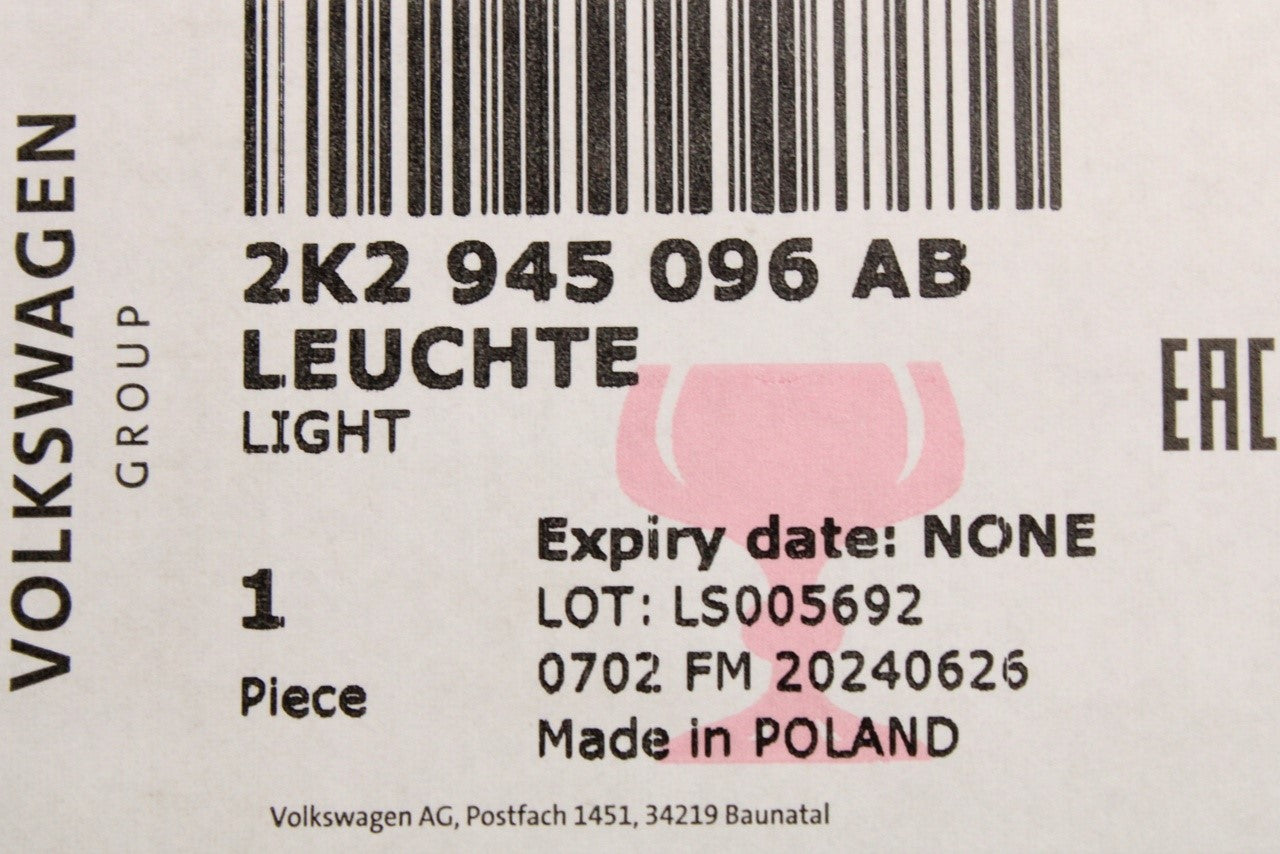 VOLKSWAGEN
GROUP
2K2 945 096 AB
LEUCHTE
LIGHT
EAC
Expiry date: NONE
1
LOT: LS005692
Piece
0702 FM 20240626
Made in POLAND
Volkswagen AG, Postfach 1451, 34219 Baunatal